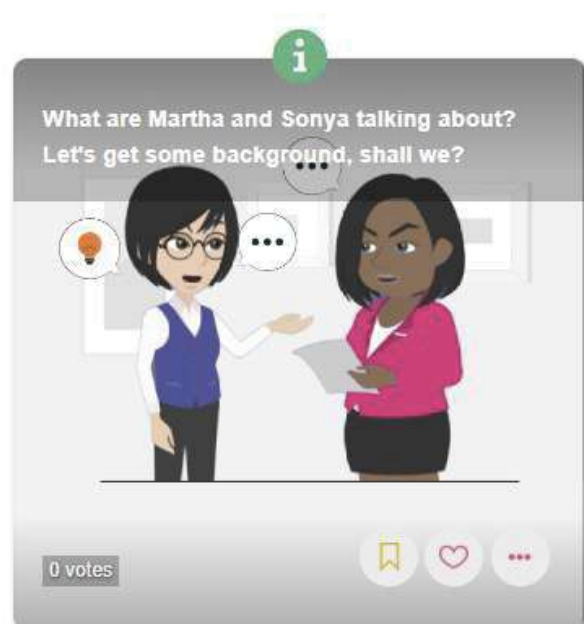 i
What are Martha and Sonya talking about?
Let's get some background, shall we?
0 votes